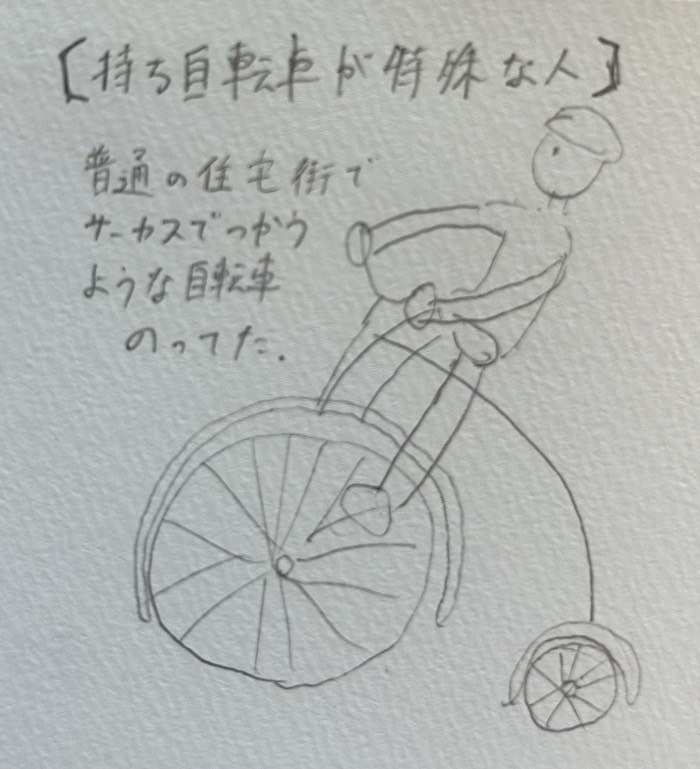 【持ち自転車が特殊な人】
普通の住宅街で
サーカスでつかう
ような自転車
のってた.